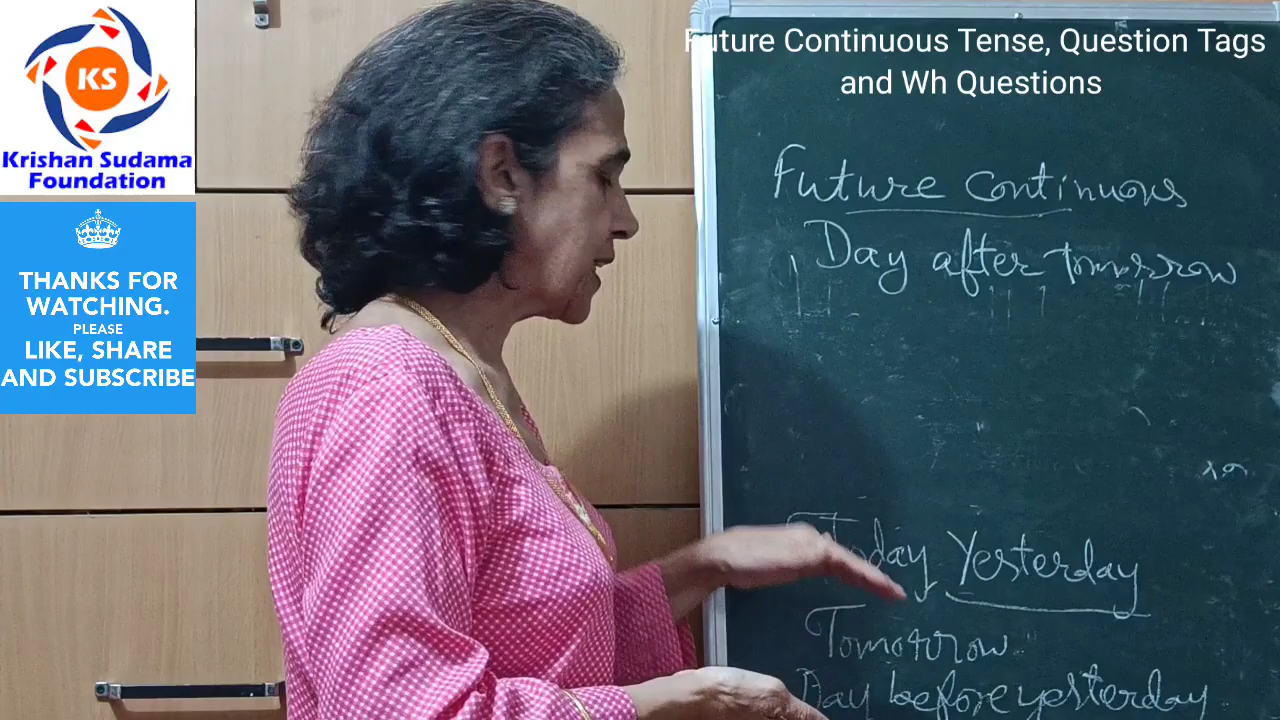 KS
Krishan Sudama
Foundation
THANKS FOR
WATCHING.
PLEASE
LIKE, SHARE
AND SUBSCRIBE
Future Continuous Tense, Question Tags
and Wh Questions
Future continuous
Day after tomorrow
Today Yesterday
Tomorrow
Day before yesterday